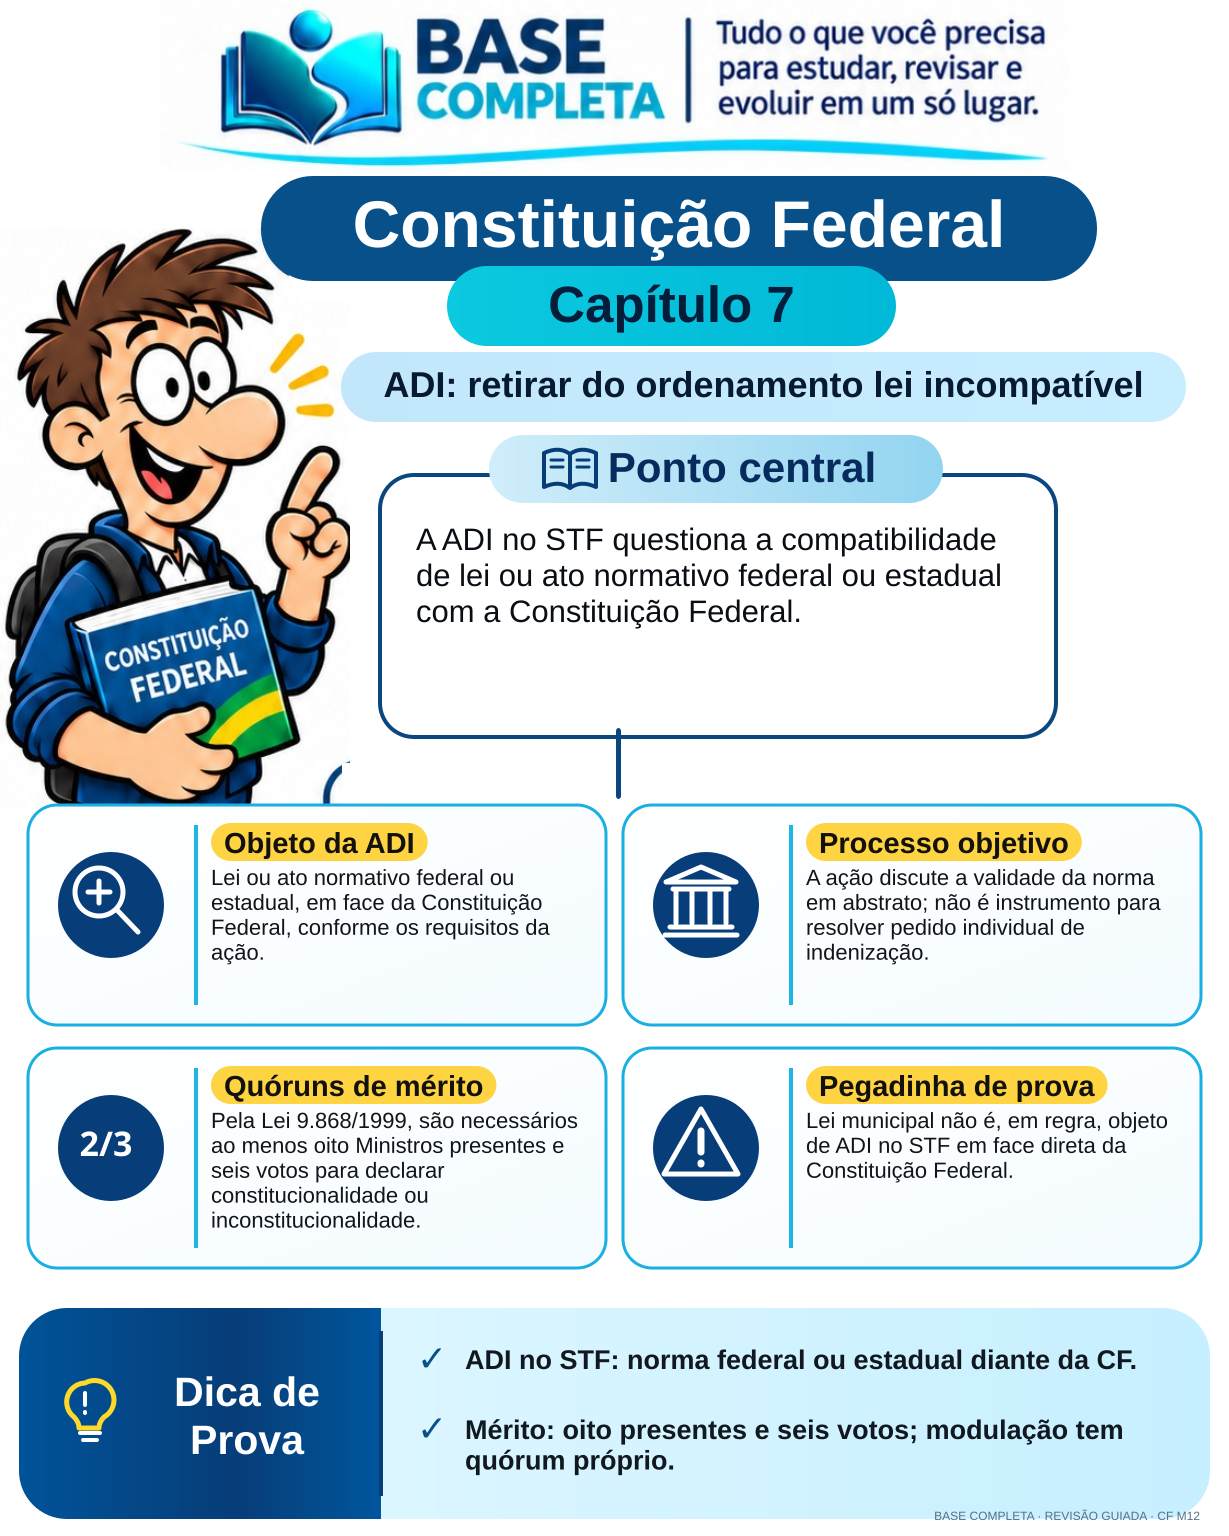 BASE
COMPLETA
Tudo o que você precisa
para estudar, revisar e
evoluir em um só lugar.
Constituição Federal
Capítulo 7
ADI: retirar do ordenamento lei incompatível
Ponto central
A ADI no STF questiona a compatibilidade
de lei ou ato normativo federal ou estadual
com a Constituição Federal.
CONSTITUIÇÃO
FEDERAL
Objeto da ADI
Lei ou ato normativo federal ou
estadual, em face da Constituição
Federal, conforme os requisitos da
ação.
Processo objetivo
A ação discute a validade da norma
em abstrato; não é instrumento para
resolver pedido individual de
indenização.
2/3
Quóruns de mérito
Pela Lei 9.868/1999, são necessários
ao menos oito Ministros presentes e
seis votos para declarar
constitucionalidade ou
inconstitucionalidade.
Pegadinha de prova
Lei municipal não é, em regra, objeto
de ADI no STF em face direta da
Constituição Federal.
Dica de
Prova
✓ ADI no STF: norma federal ou estadual diante da CF.
✓ Mérito: oito presentes e seis votos; modulação tem
quórum próprio.
BASE COMPLETA · REVISÃO GUIADA · CF M12